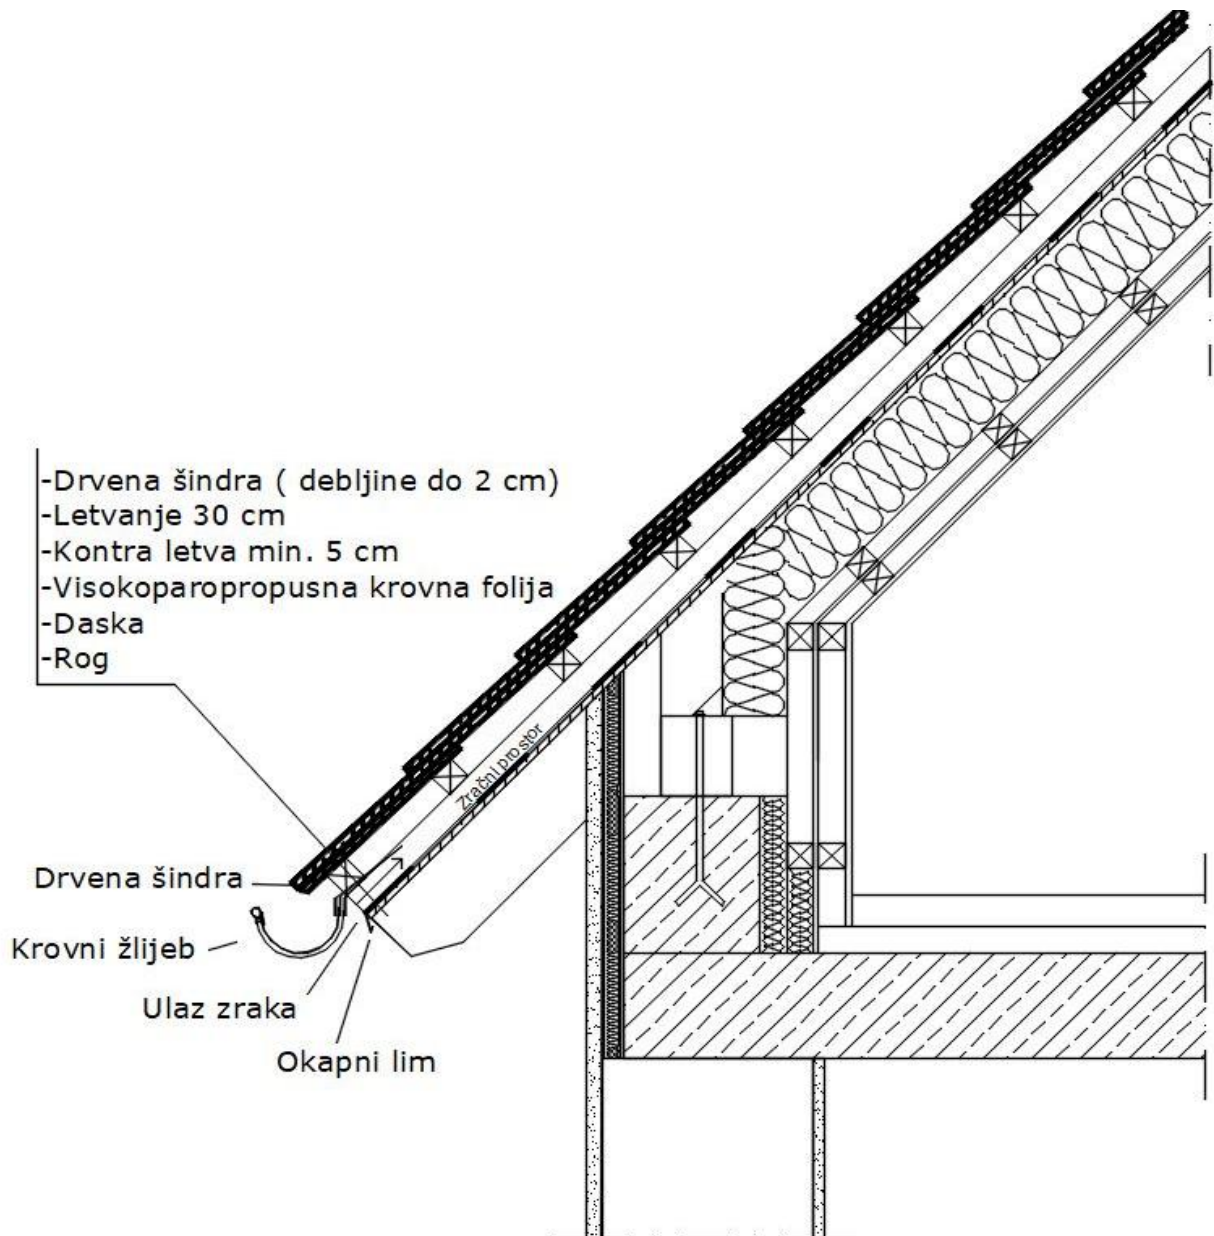 -Drvena šindra ( debljine do 2 cm)
-Letvanje 30 cm
-Kontra letva min. 5 cm
-Visokoparopropusna krovna folija
-Daska
-Rog
Zračni prostor
Drvena šindra
Krovni žlijeb
Ulaz zraka
Okapni lim